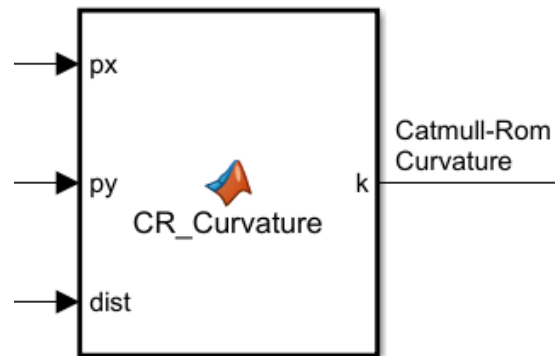 px
py
dist
CR_Curvature
k
Catmull-Rom
Curvature